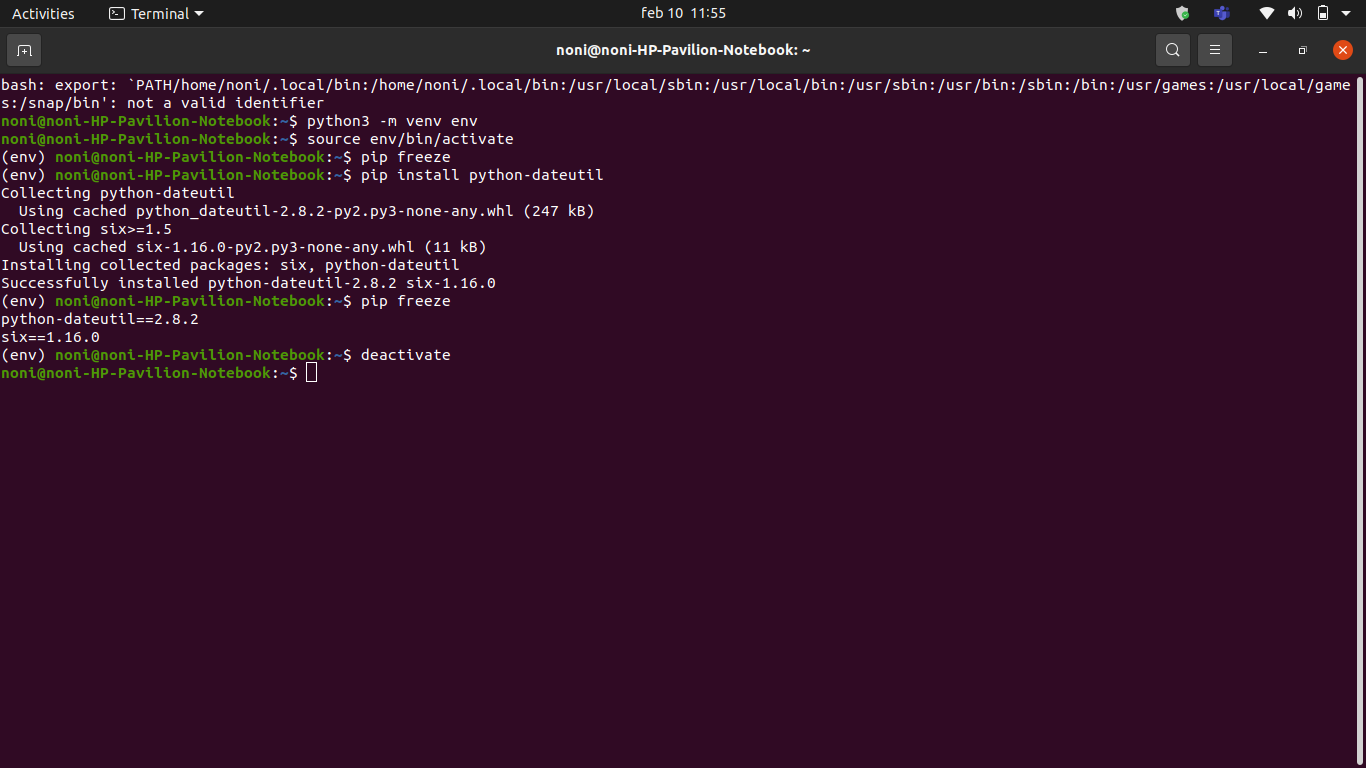 Activities Terminal feb 10 11:55
noni@noni-HP-Pavilion-Notebook: ~
bash: export: `PATH/home/noni/.local/bin:/home/noni/.local/bin:/usr/local/sbin:/usr/local/bin:/usr/sbin:/usr/bin:/sbin:/bin:/usr/games:/usr/local/game
s:/snap/bin': not a valid identifier
noni@noni-HP-Pavilion-Notebook:~$ python3 -m venv env
noni@noni-HP-Pavilion-Notebook:~$ source env/bin/activate
(env) noni@noni-HP-Pavilion-Notebook:~$ pip freeze
(env) noni@noni-HP-Pavilion-Notebook:~$ pip install python-dateutil
Collecting python-dateutil
  Using cached python_dateutil-2.8.2-py2.py3-none-any.whl (247 kB)
Collecting six>=1.5
  Using cached six-1.16.0-py2.py3-none-any.whl (11 kB)
Installing collected packages: six, python-dateutil
Successfully installed python-dateutil-2.8.2 six-1.16.0
(env) noni@noni-HP-Pavilion-Notebook:~$ pip freeze
python-dateutil==2.8.2
six==1.16.0
(env) noni@noni-HP-Pavilion-Notebook:~$ deactivate
noni@noni-HP-Pavilion-Notebook:~$